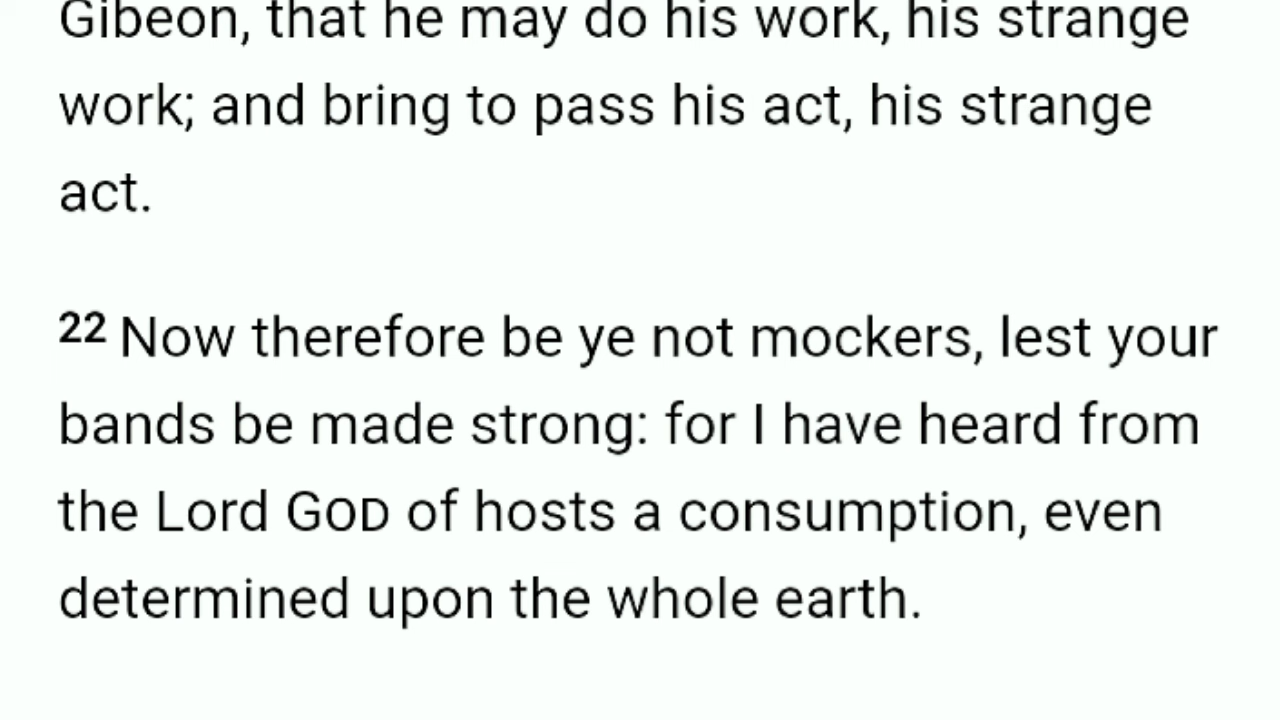 Gibeon, that he may do his work, his strange
work; and bring to pass his act, his strange
act.
22 Now therefore be ye not mockers, lest your
bands be made strong: for I have heard from
the Lord GOD of hosts a consumption, even
determined upon the whole earth.